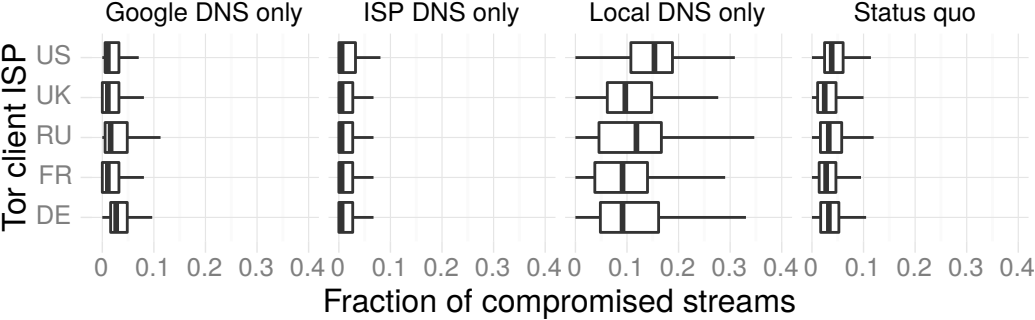 Google DNS only
ISP DNS only
Local DNS only
Status quo
Tor client ISP
US
UK
RU
FR
DE
0 0.1 0.2 0.3 0.4
0 0.1 0.2 0.3 0.4
0 0.1 0.2 0.3 0.4
0 0.1 0.2 0.3 0.4
Fraction of compromised streams